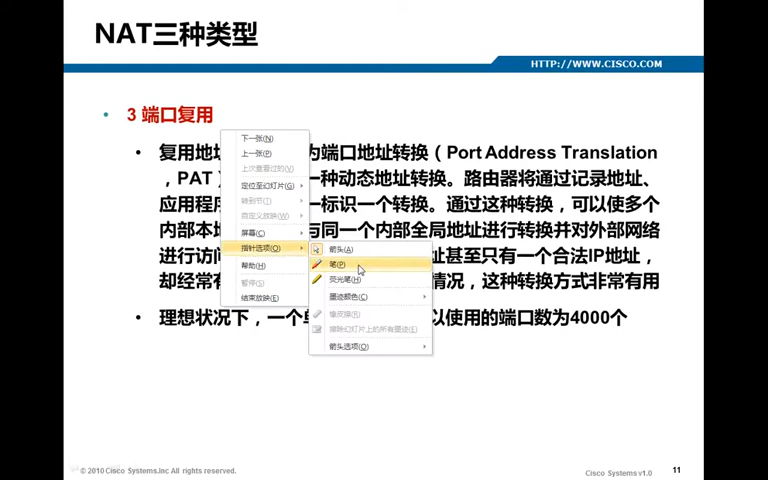 NAT三种类型
HTTP://WWW.CISCO.COM
• 3 端口复用
• 复用地 为端口地址转换（Port Address Translation
，PAT 一种动态地址转换。路由器将通过记录地址、
应用程 一标识一个转换。通过这种转换，可以使多个
内部本 与同一个内部全局地址进行转换并对外部网络
进行访 址甚至只有一个合法IP地址，
却经常有 情况，这种转换方式非常有用
• 理想状况下，一个单 以使用的端口数为4000个
下一张(N)
上一张(P)
上次查看过的(V)
定位至幻灯片(G)
转到节(T)
自定义放映(W)
屏幕(C)
指针选项(O)
帮助(H)
暂停(S)
结束放映(E)
箭头(A)
笔(P)
荧光笔(H)
墨迹颜色(C)
橡皮擦(R)
擦除幻灯片上的所有墨迹(E)
箭头选项(O)
© 2010 Cisco Systems.inc All rights reserved.
Cisco Systems v1.0
11